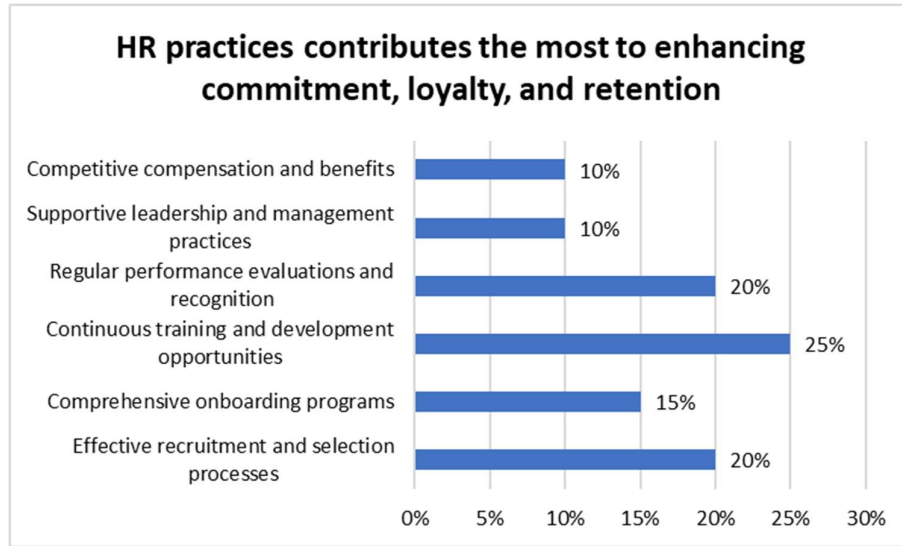 HR practices contributes the most to enhancing
commitment, loyalty, and retention
Competitive compensation and benefits
10%
Supportive leadership and management
practices
10%
Regular performance evaluations and
recognition
20%
Continuous training and development
opportunities
25%
Comprehensive onboarding programs
15%
Effective recruitment and selection
processes
20%
0% 5% 10% 15% 20% 25% 30%